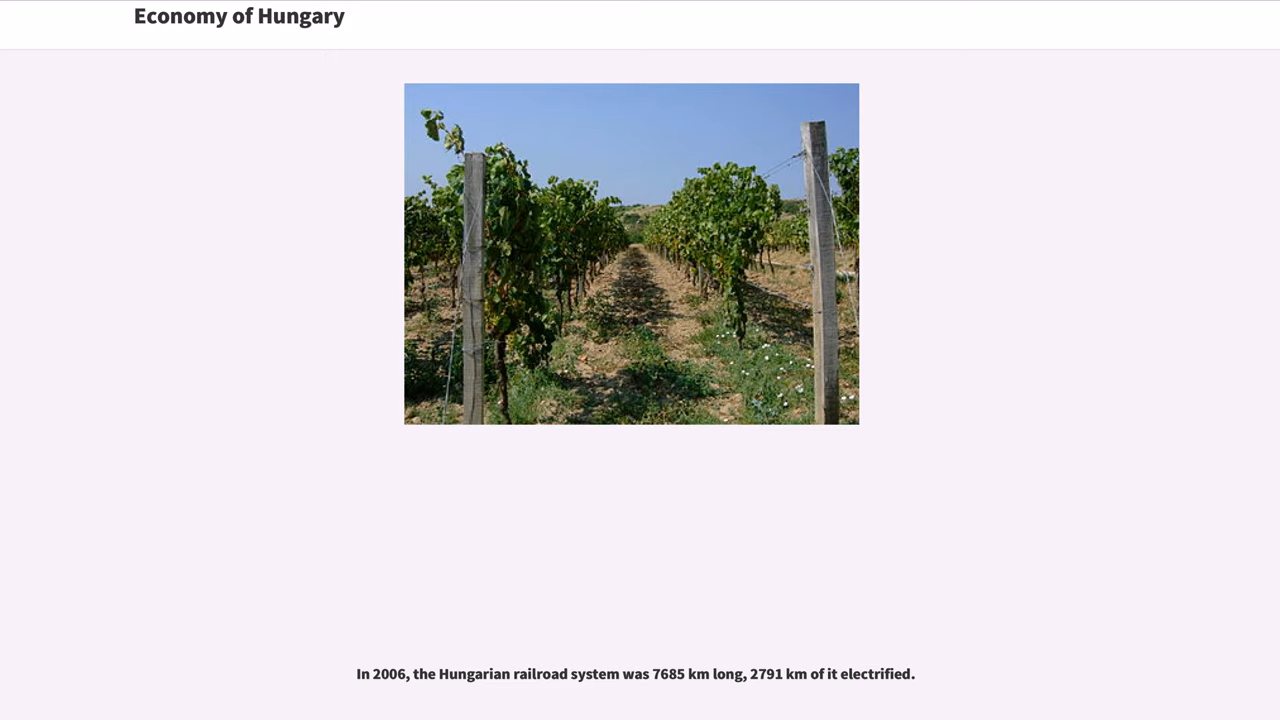 Economy of Hungary
In 2006, the Hungarian railroad system was 7685 km long, 2791 km of it electrified.